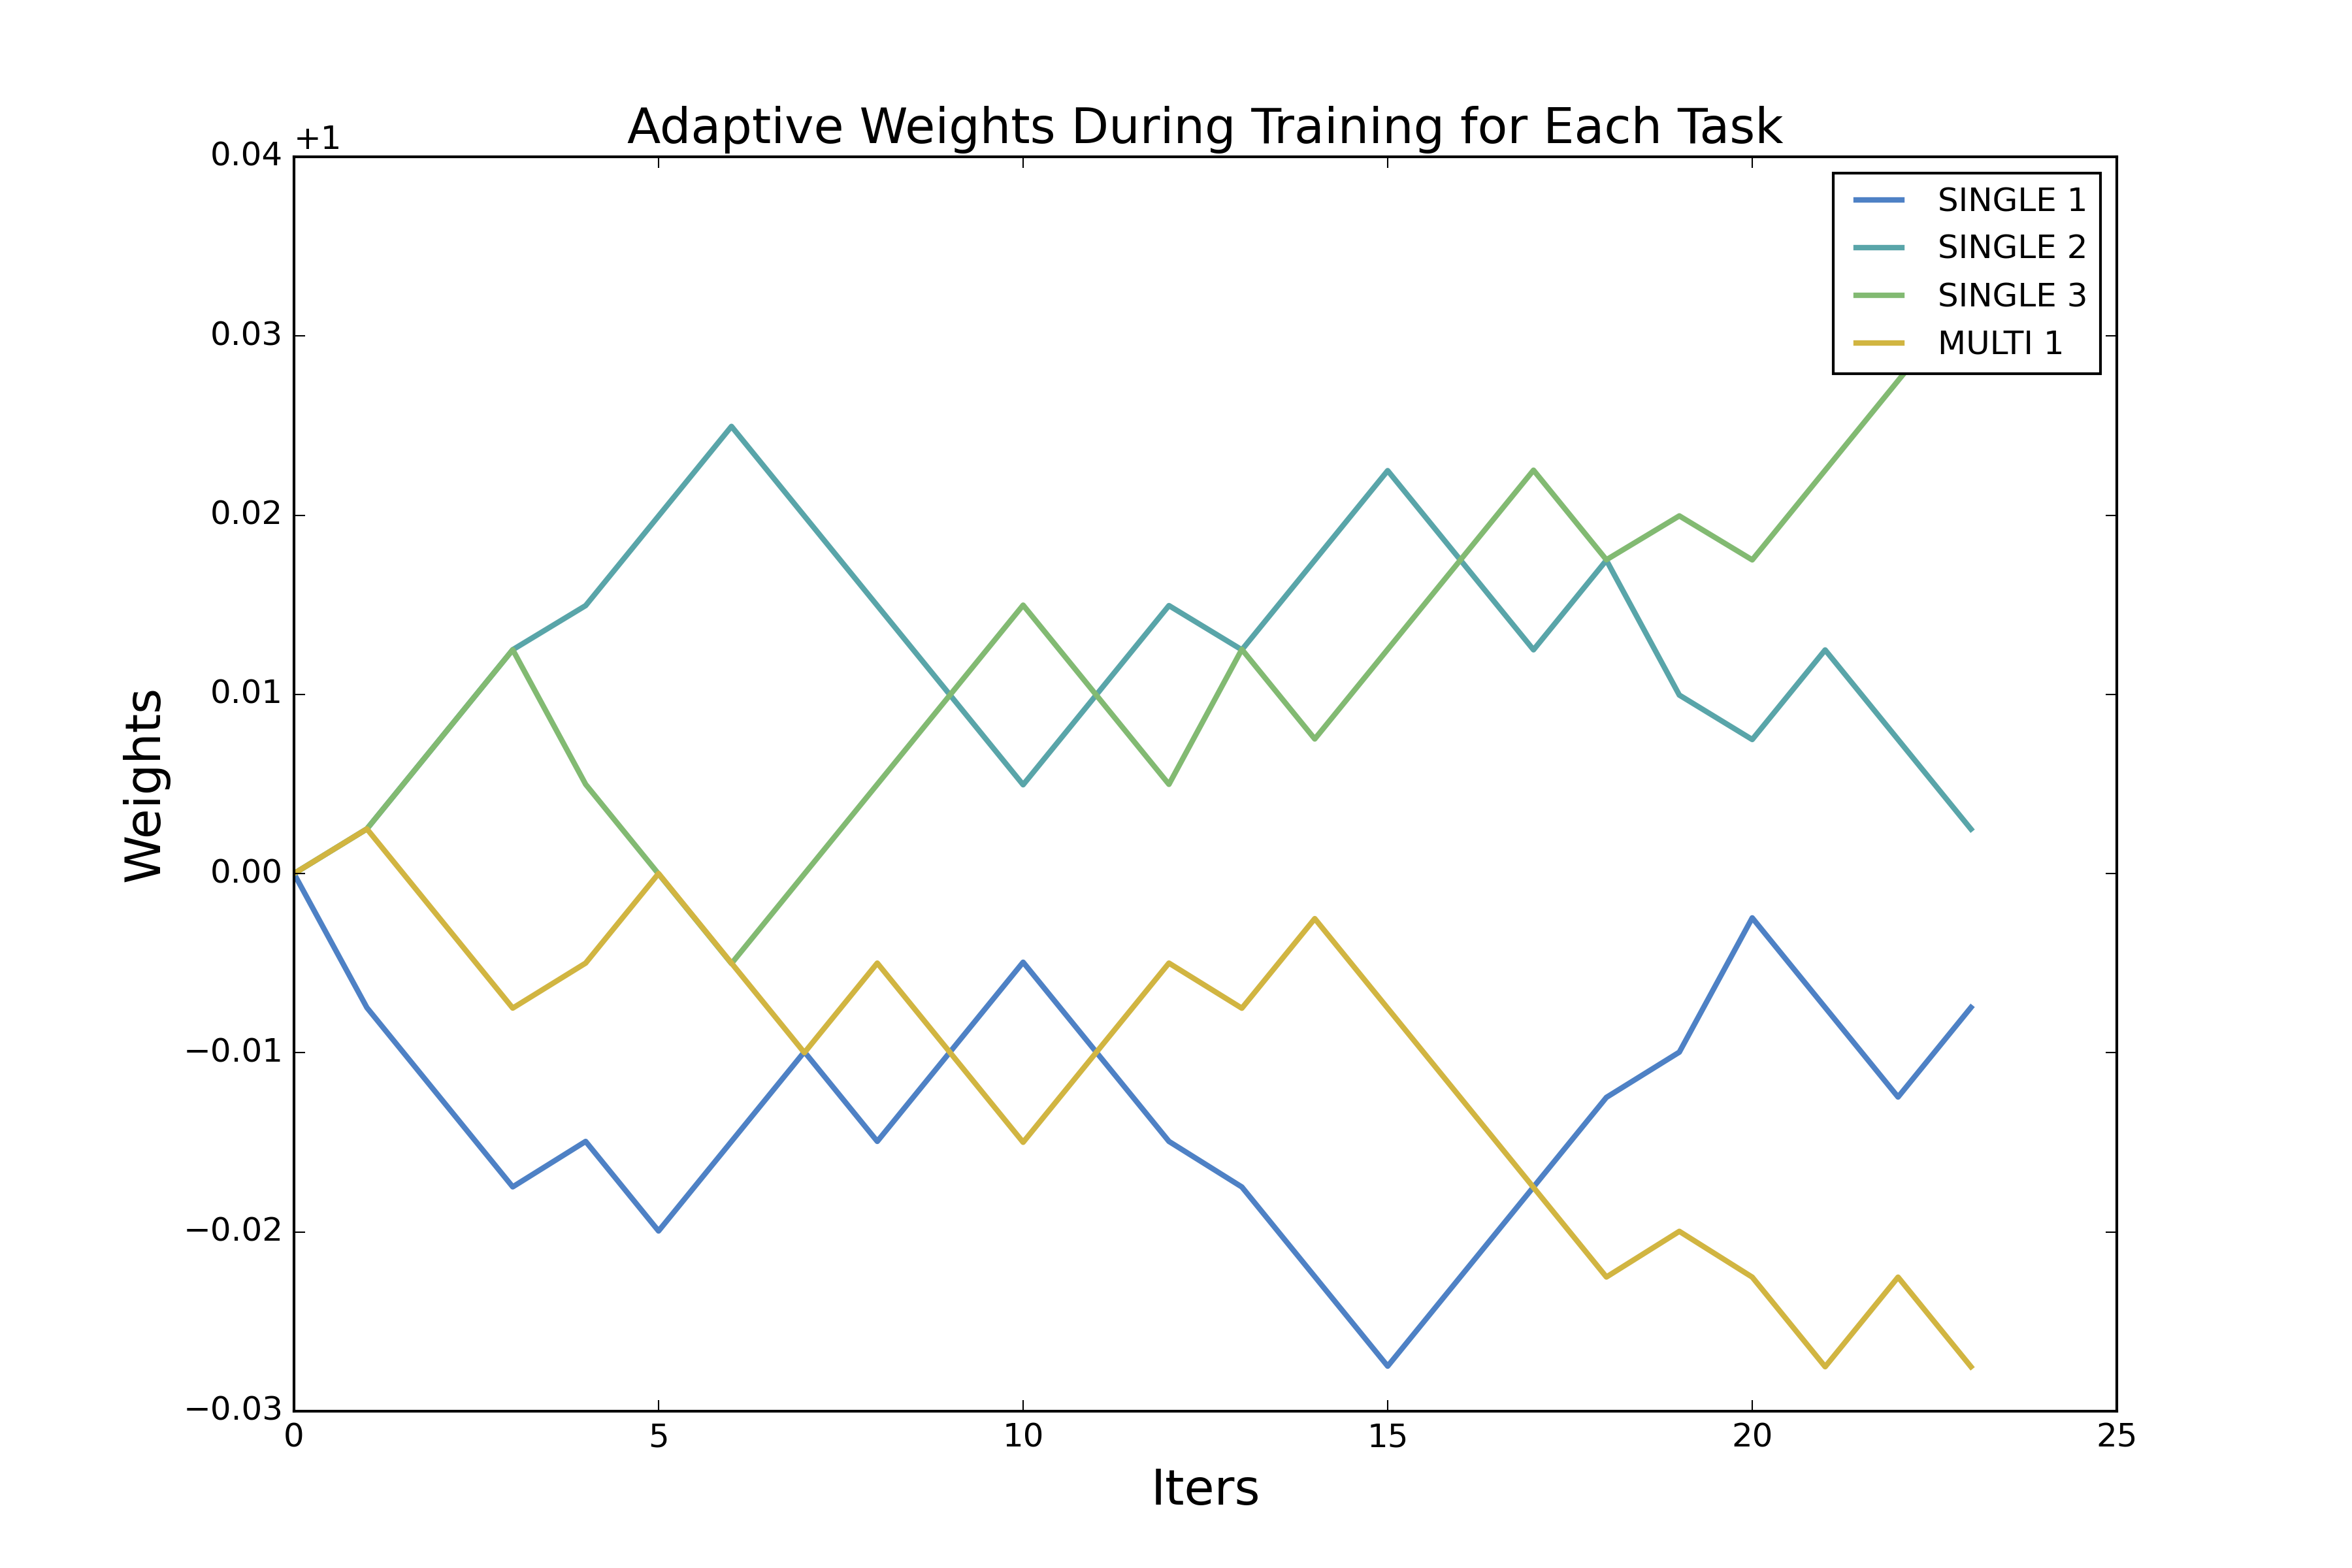 Adaptive Weights During Training for Each Task
+1
0.04
0.03
0.02
0.01
0.00
−0.01
−0.02
−0.03
Weights
0
5
10
15
20
25
Iters
SINGLE 1
SINGLE 2
SINGLE 3
MULTI 1